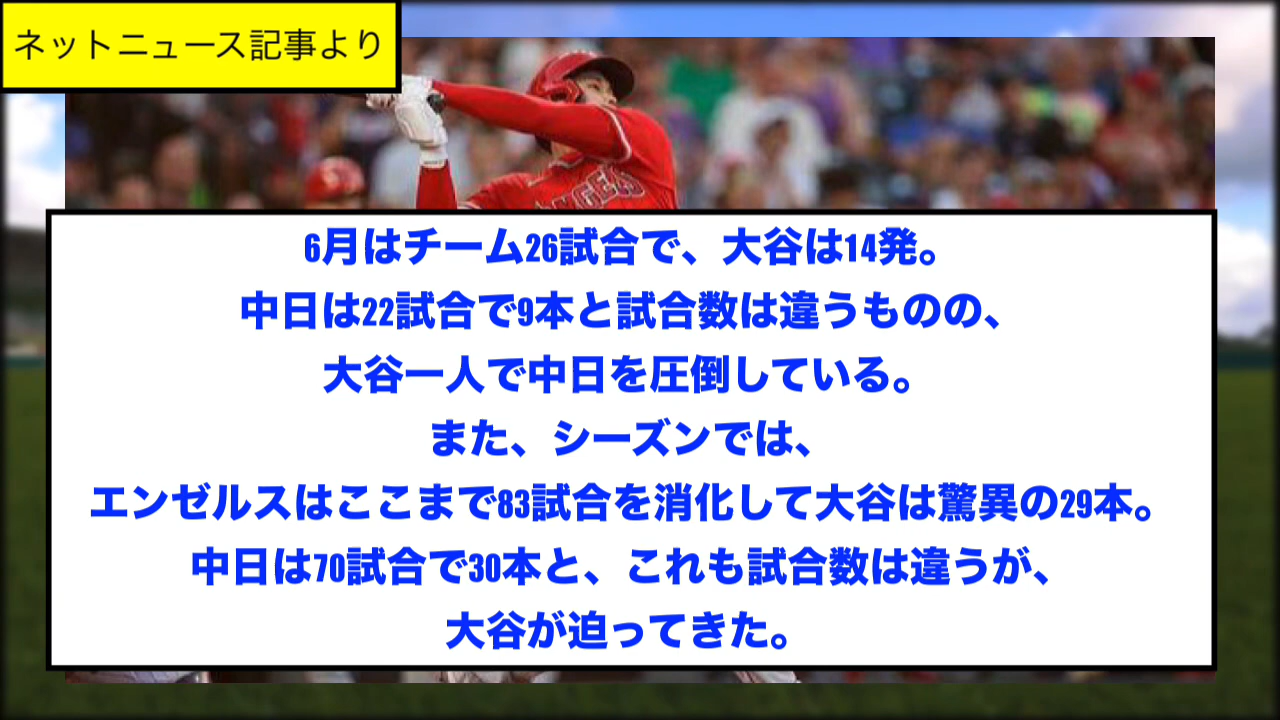 ネットニュース記事より
ANGELS
6月はチーム26試合で、大谷は14発。
中日は22試合で9本と試合数は違うものの、
大谷一人で中日を圧倒している。
また、シーズンでは、
エンゼルスはここまで83試合を消化して大谷は驚異の29本。
中日は70試合で30本と、これも試合数は違うが、
大谷が迫ってきた。